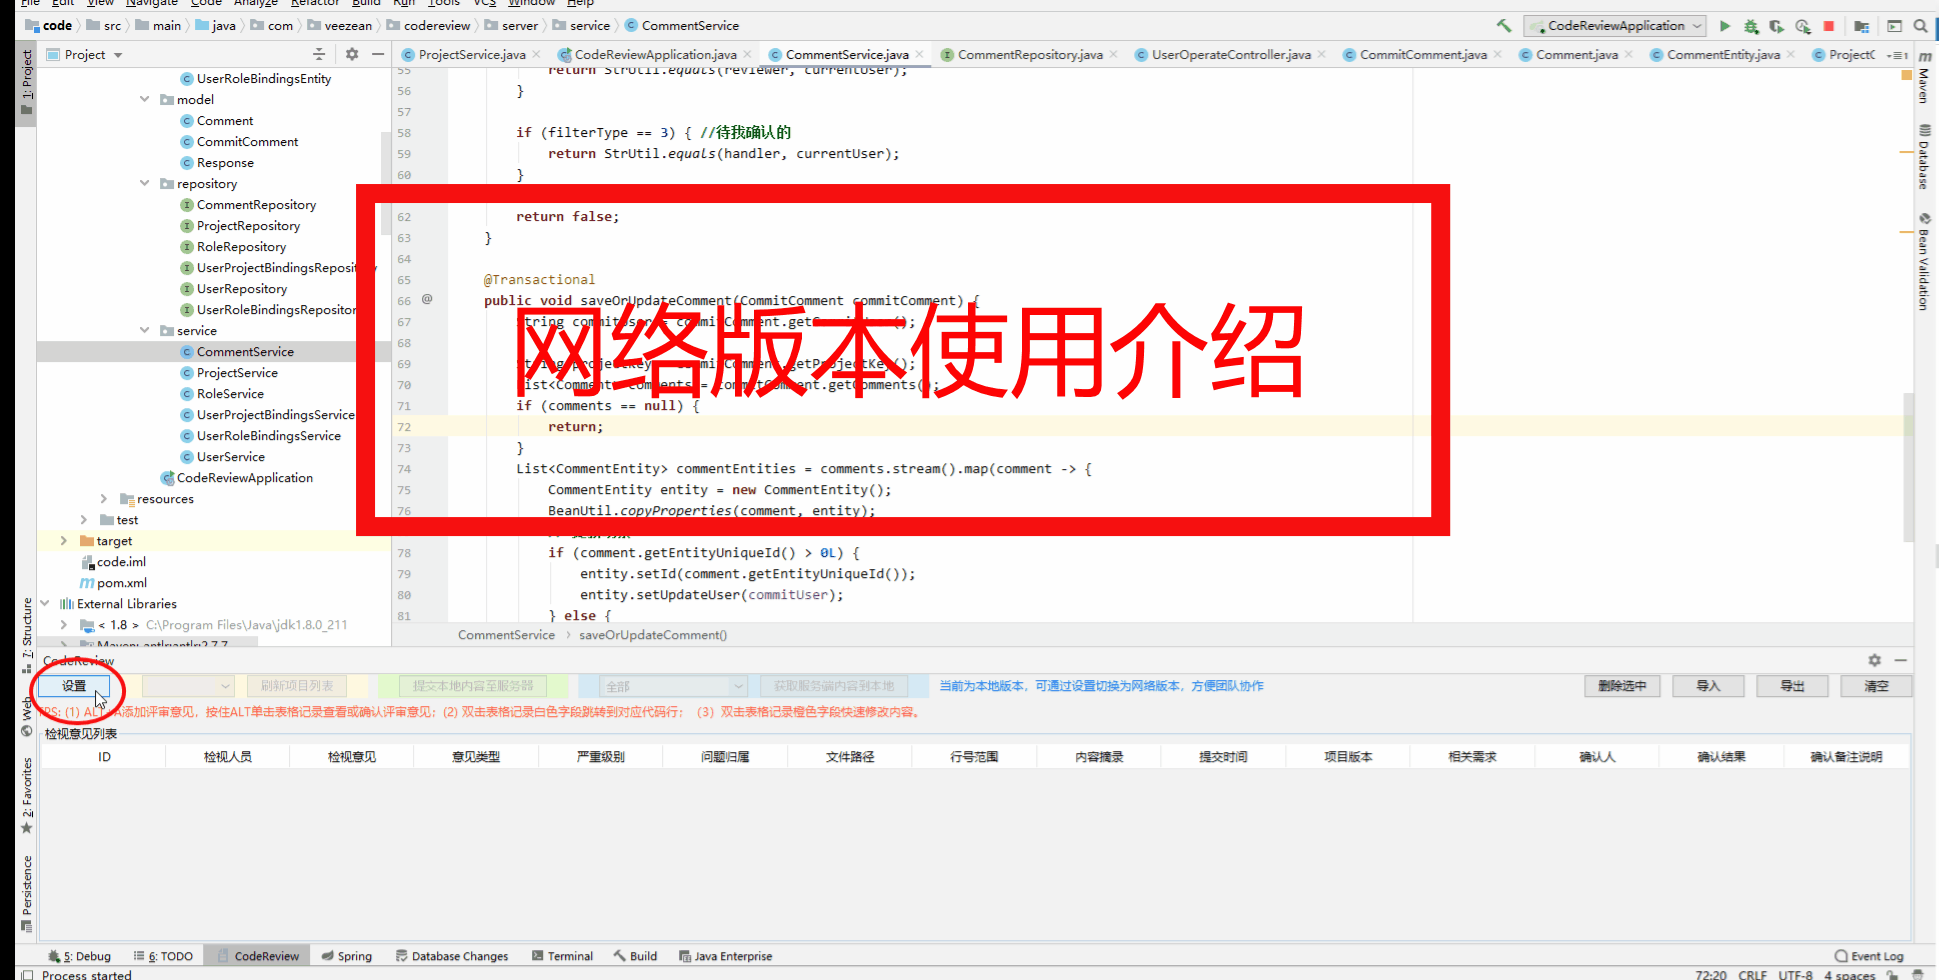 File Edit View Navigate Code Analyze Refactor Build Run Tools VCS Window Help
code src main java com veezean codereview server service CommentService
CodeReviewApplication
Project
ProjectService.java CodeReviewApplication.java CommentService.java CommentRepository.java UserOperateController.java CommitComment.java Comment.java CommentEntity.java ProjectC
1: Project
UserRoleBindingsEntity
model
Comment
CommitComment
Response
repository
CommentRepository
ProjectRepository
RoleRepository
UserProjectBindingsReposit
UserRepository
UserRoleBindingsRepositor
service
CommentService
ProjectService
RoleService
UserProjectBindingsService
UserRoleBindingsService
UserService
CodeReviewApplication
resources
test
target
code.iml
pom.xml
External Libraries
< 1.8 > C:\Program Files\Java\jdk1.8.0_211
Maven: antlr:antlr:2.7.7
55 return StrUtil.equals(reviewer, currentUser);
56 }
57
58 if (filterType == 3) { //待我确认的
59 return StrUtil.equals(handler, currentUser);
60 }
62 return false;
63 }
64
65 @Transactional
66 @ public void saveOrUpdateComment(CommitComment commitComment) {
67 String commitUser = commitComment.getCommitUser();
68
69 String projectKey = commitComment.getProjectKey();
70 List<Comment> comments = commitComment.getComments();
71 if (comments == null) {
72 return;
73 }
74 List<CommentEntity> commentEntities = comments.stream().map(comment -> {
75 CommentEntity entity = new CommentEntity();
76 BeanUtil.copyProperties(comment, entity);
78 if (comment.getEntityUniqueId() > 0L) {
79 entity.setId(comment.getEntityUniqueId());
80 entity.setUpdateUser(commitUser);
81 } else {
网络版本使用介绍
CommentService saveOrUpdateComment()
Maven
Database
Bean Validation
7: Structure
Web
2: Favorites
Persistence
CodeReview
设置 刷新项目列表 提交本地内容至服务器 全部 获取服务端内容到本地 当前为本地版本，可通过设置切换为网络版本，方便团队协作 删除选中 导入 导出 清空
PS: (1) ALT+A添加评审意见，按住ALT单击表格记录查看或确认评审意见；(2) 双击表格记录白色字段跳转到对应代码行； (3) 双击表格记录橙色字段快速修改内容。
检视意见列表
ID 检视人员 检视意见 意见类型 严重级别 问题归属 文件路径 行号范围 内容摘录 提交时间 项目版本 相关需求 确认人 确认结果 确认备注说明
5: Debug 6: TODO CodeReview Spring Database Changes Terminal Build Java Enterprise Event Log
Process started 72:20 CRLF UTF-8 4 spaces